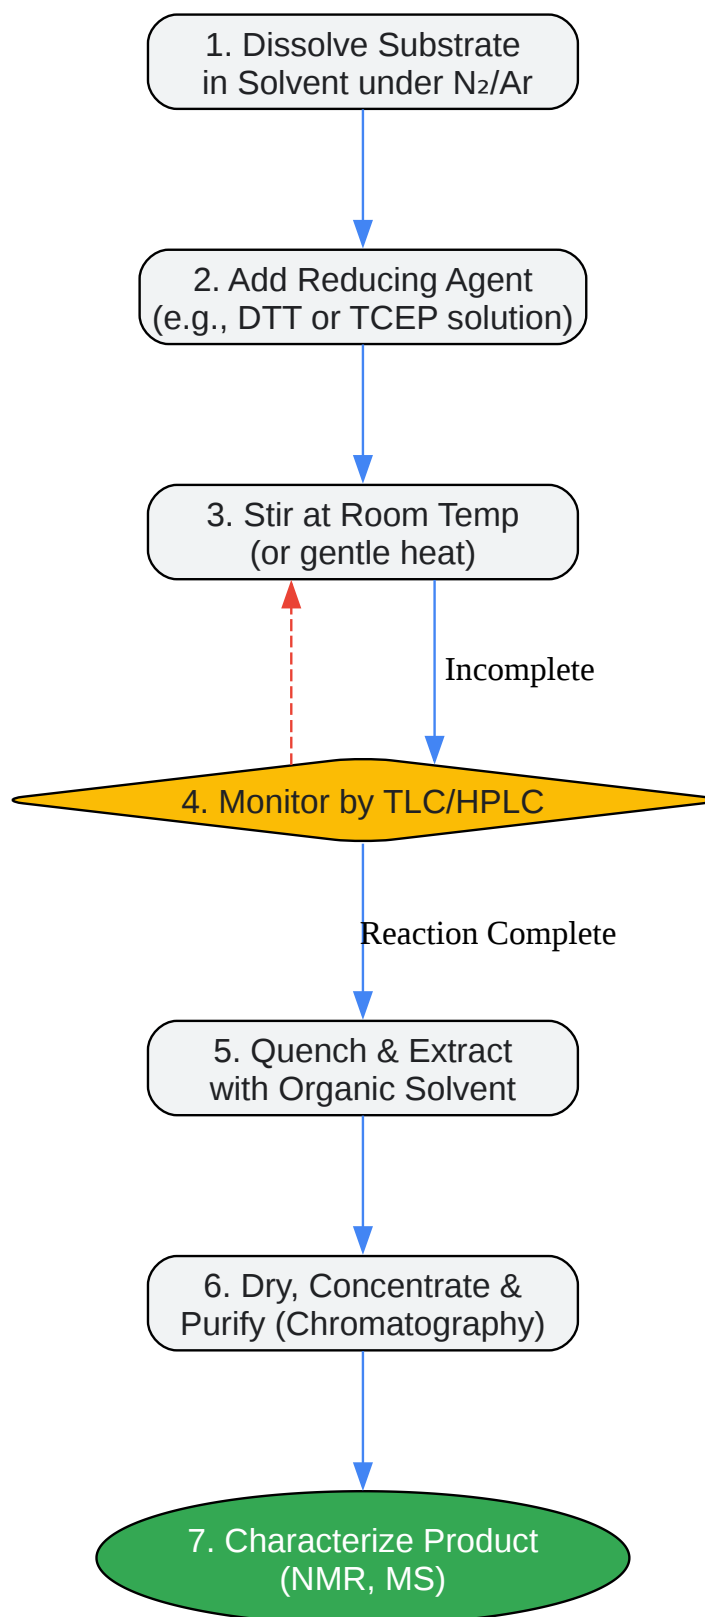 1. Dissolve Substrate
in Solvent under N₂/Ar
2. Add Reducing Agent
(e.g., DTT or TCEP solution)
3. Stir at Room Temp
(or gentle heat)
Incomplete
4. Monitor by TLC/HPLC
Reaction Complete
5. Quench & Extract
with Organic Solvent
6. Dry, Concentrate &
Purify (Chromatography)
7. Characterize Product
(NMR, MS)